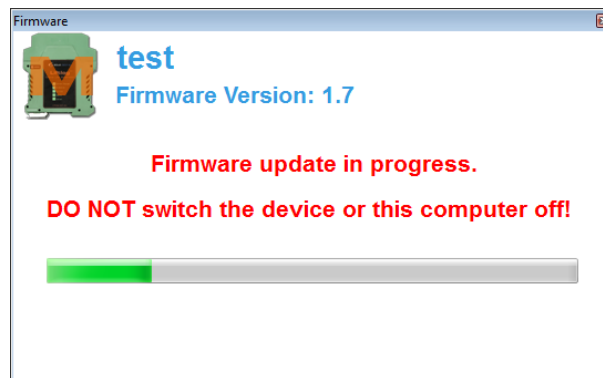 Firmware
test
Firmware Version: 1.7
Firmware update in progress.
DO NOT switch the device or this computer off!